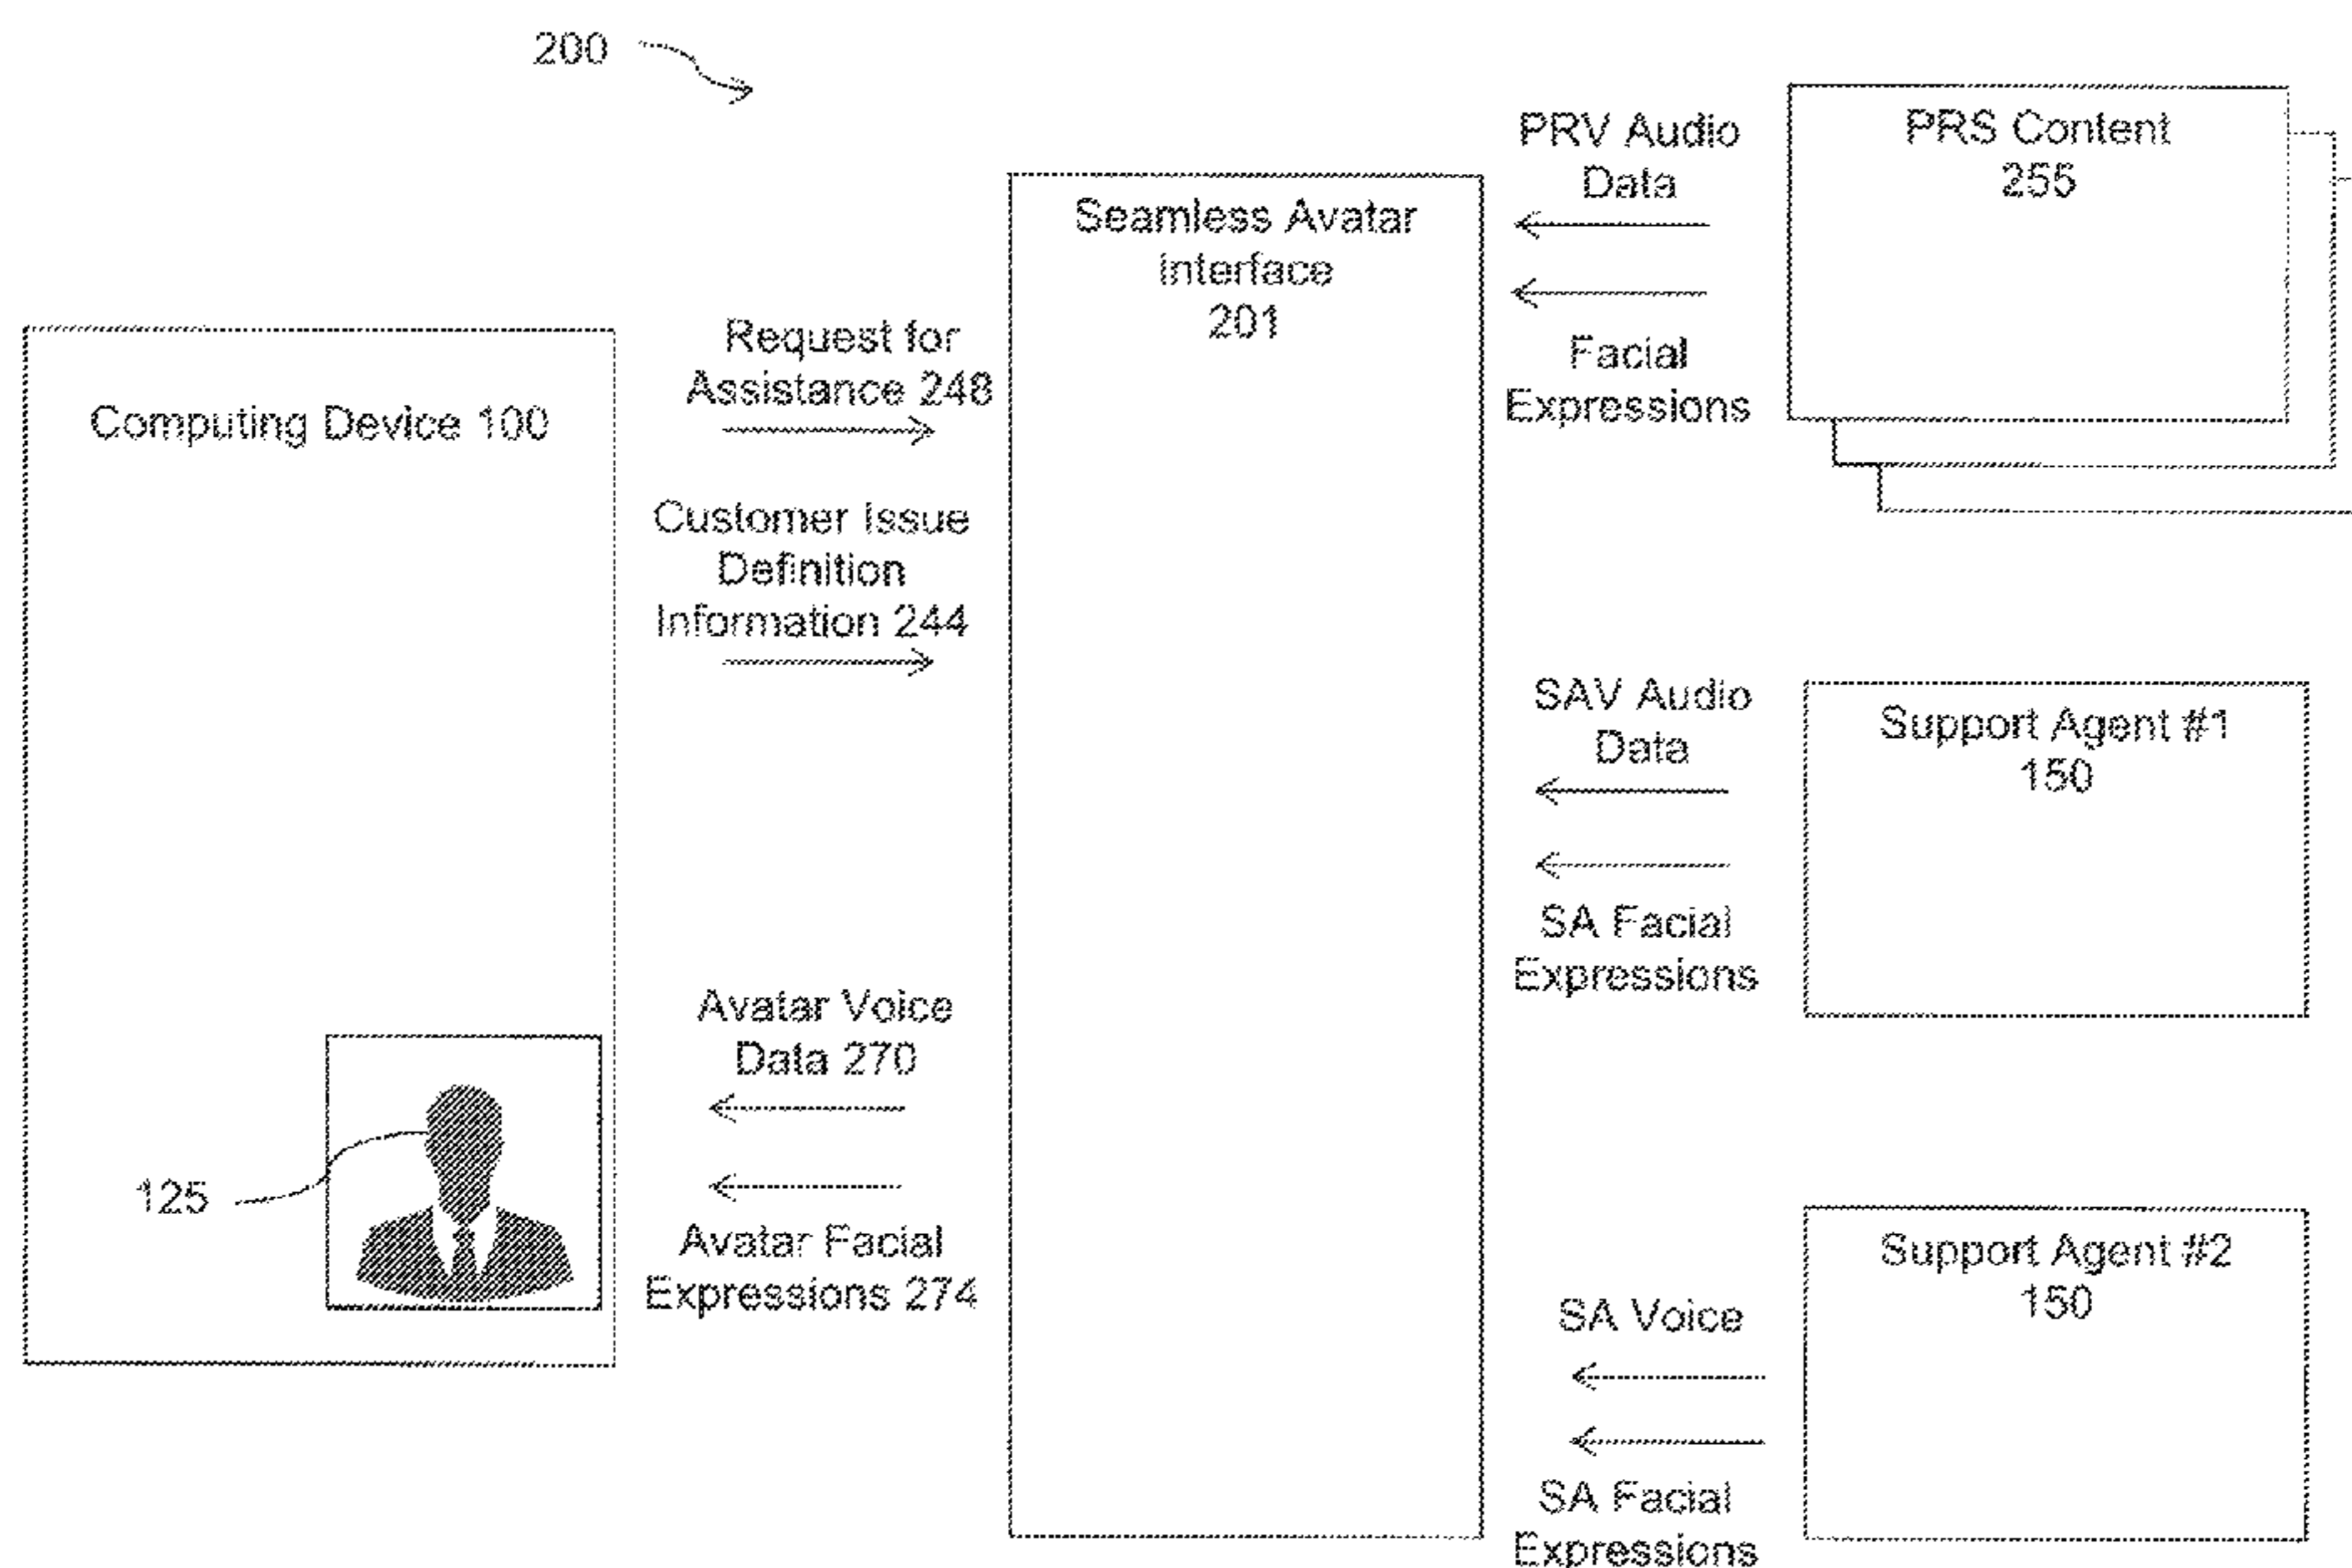 200
PRV Audio
Data
Facial
Expressions
PRS Content
255
Seamless Avatar
Interface
201
Computing Device 100
Request for
Assistance 248
Customer Issue
Definition
Information 244
SAV Audio
Data
SA Facial
Expressions
Support Agent #1
150
Avatar Voice
Data 270
Avatar Facial
Expressions 274
125
SA Voice
SA Facial
Expressions
Support Agent #2
150